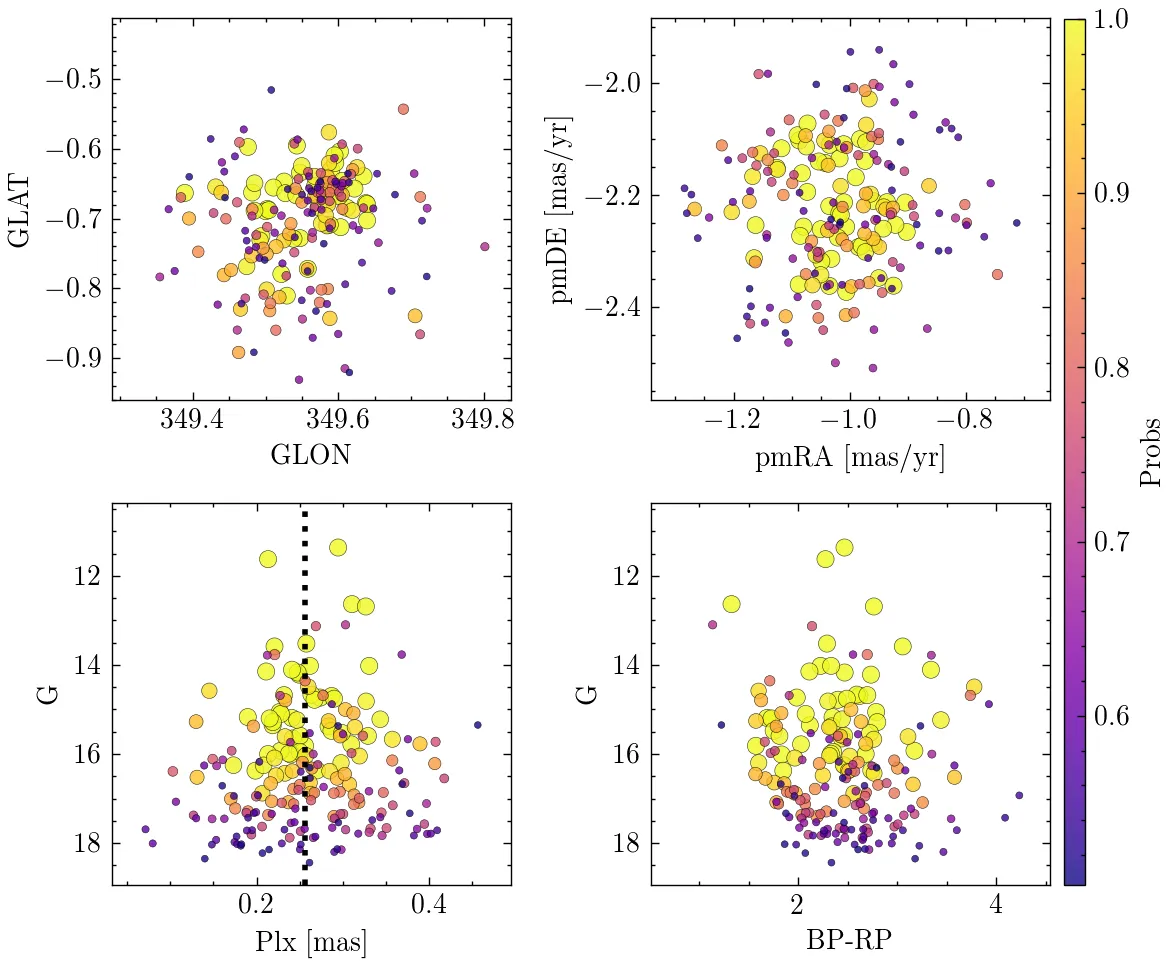 −0.5
−0.6
−0.7
−0.8
−0.9
GLAT
349.4 349.6 349.8
GLON
−2.0
−2.2
−2.4
pmDE [mas/yr]
−1.2 −1.0 −0.8
pmRA [mas/yr]
1.0
0.9
0.8
0.7
0.6
Probs
12
14
16
18
G
0.2 0.4
Plx [mas]
12
14
16
18
G
2 4
BP-RP